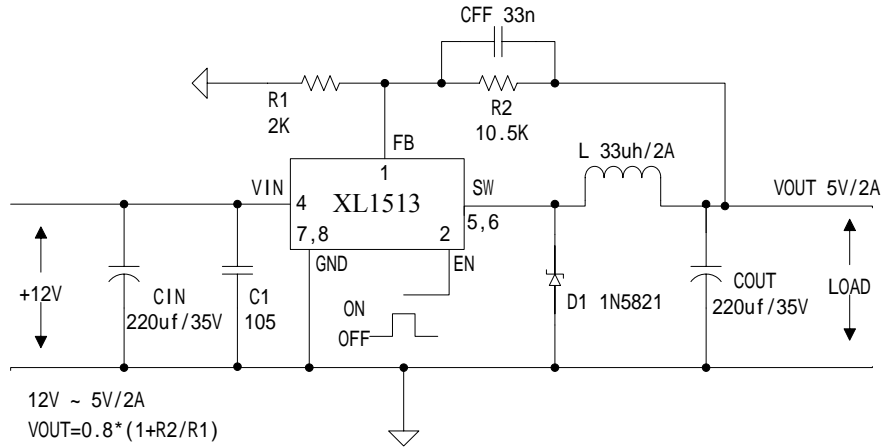 CFF 33n
R1
2K
R2
10.5K
FB
1
L 33uh/2A
VIN
4
XL1513
SW
5,6
VOUT 5V/2A
7,8
2
GND
EN
+12V
CIN
220uf/35V
C1
105
ON
OFF
D1 1N5821
COUT
220uf/35V
LOAD
12V ~ 5V/2A
VOUT=0.8*(1+R2/R1)